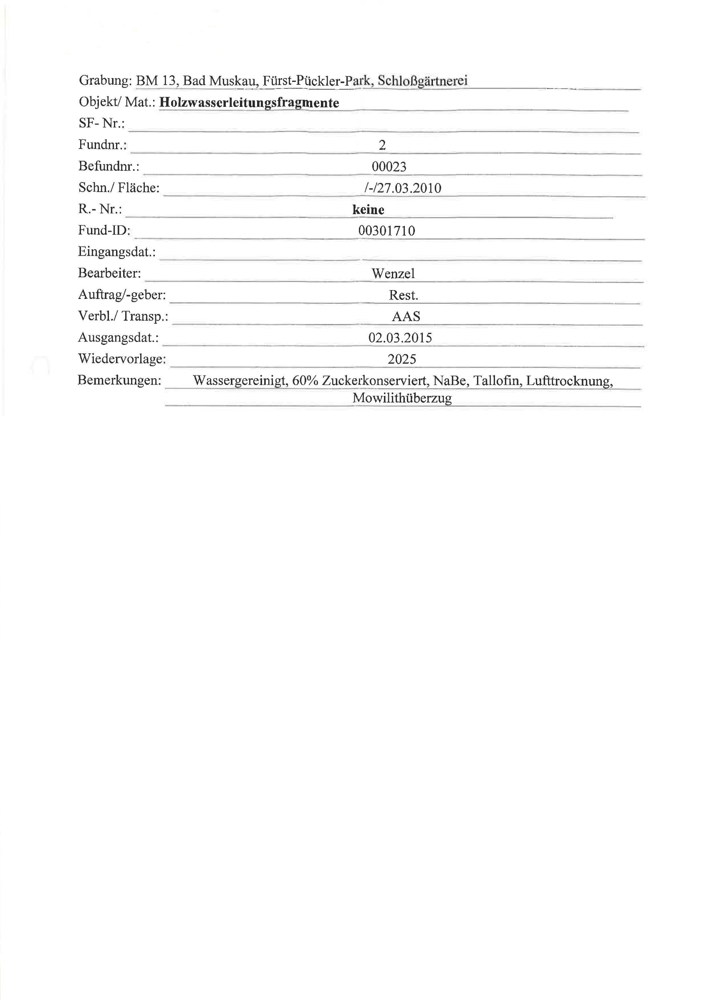 Grabung: BM 13, Bad Muskau, Fürst-Pückler-Park, Schloßgärtnerei
Objekt/ Mat.: Holzwasserleitungsfragmente
SF- Nr.:
Fundnr.: 2
Befundnr.: 00023
Schn./ Fläche: /-/27.03.2010
R.- Nr.: keine
Fund-ID: 00301710
Eingangsdat.:
Bearbeiter: Wenzel
Auftrag/-geber: Rest.
Verbl./ Transp.: AAS
Ausgangsdat.: 02.03.2015
Wiedervorlage: 2025
Bemerkungen: Wassergereinigt, 60% Zuckerkonserviert, NaBe, Tallofin, Lufttrocknung,
Mowilithüberzug